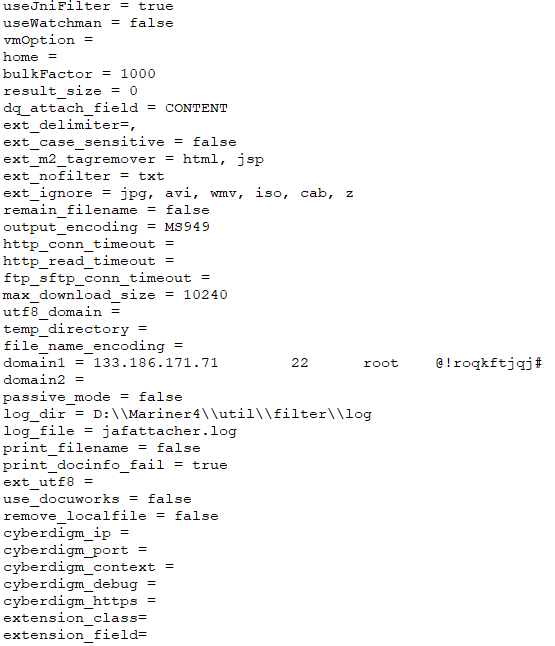 useJniFilter = true
useWatchman = false
vmOption =
home =
bulkFactor = 1000
result_size = 0
dq_attach_field = CONTENT
ext_delimiter=,
ext_case_sensitive = false
ext_m2_tagremover = html, jsp
ext_nofilter = txt
ext_ignore = jpg, avi, wmv, iso, cab, z
remain_filename = false
output_encoding = MS949
http_conn_timeout =
http_read_timeout =
ftp_sftp_conn_timeout =
max_download_size = 10240
utf8_domain =
temp_directory =
file_name_encoding =
domain1 = 133.186.171.71 22 root @!roqkftjqj#
domain2 =
passive_mode = false
log_dir = D:\\Mariner4\\util\\filter\\log
log_file = jafattacher.log
print_filename = false
print_docinfo_fail = true
ext_utf8 =
use_docuworks = false
remove_localfile = false
cyberdigm_ip =
cyberdigm_port =
cyberdigm_context =
cyberdigm_debug =
cyberdigm_https =
extension_class=
extension_field=